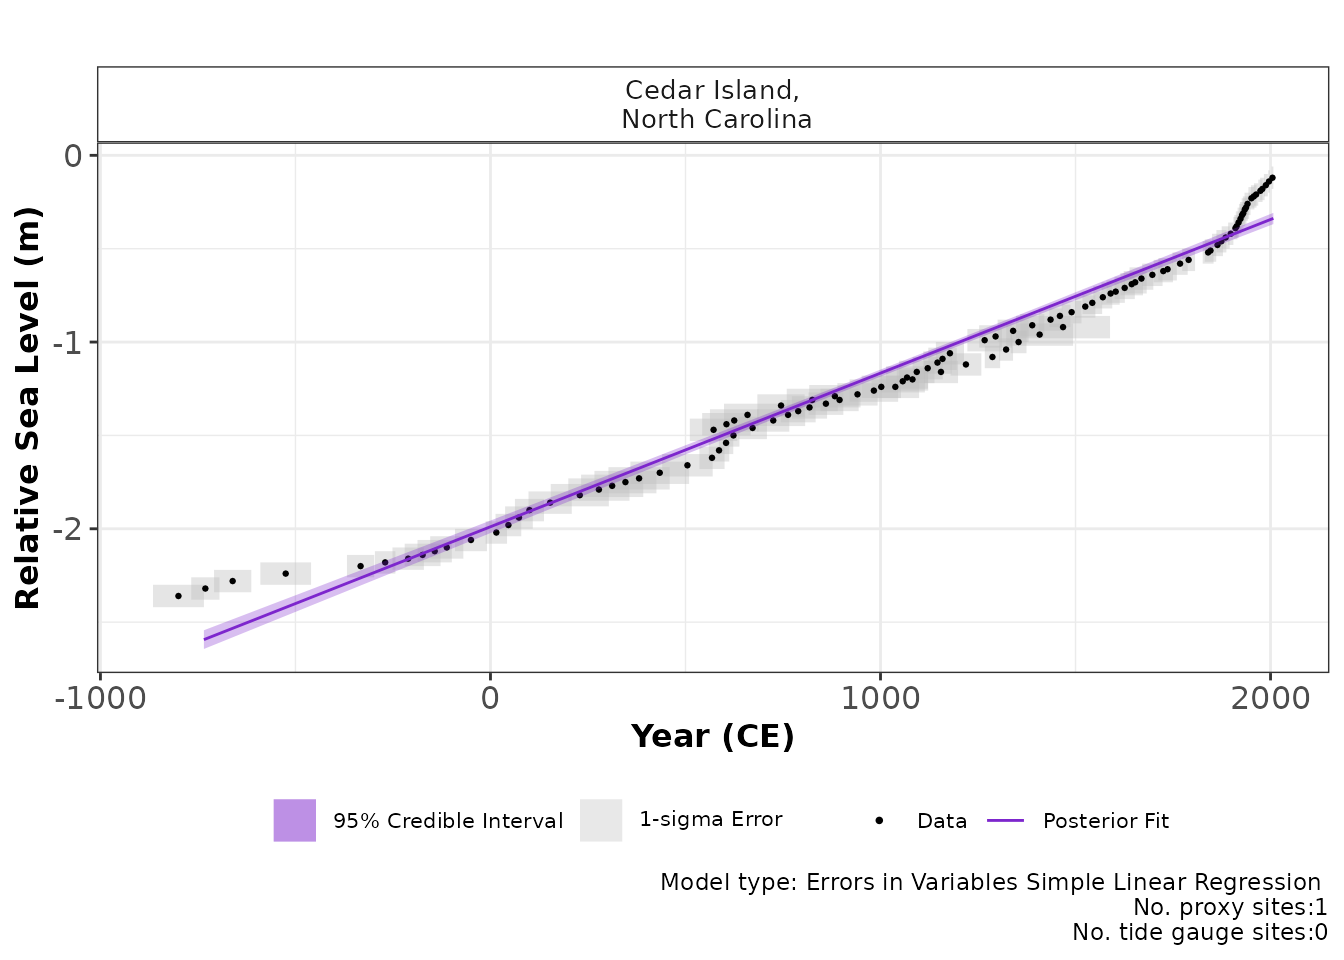 Cedar Island,
North Carolina
0
-1
-2
Relative Sea Level (m)
-1000
0
1000
2000
Year (CE)
95% Credible Interval
1-sigma Error
Data
Posterior Fit
Model type: Errors in Variables Simple Linear Regression
No. proxy sites:1
No. tide gauge sites:0